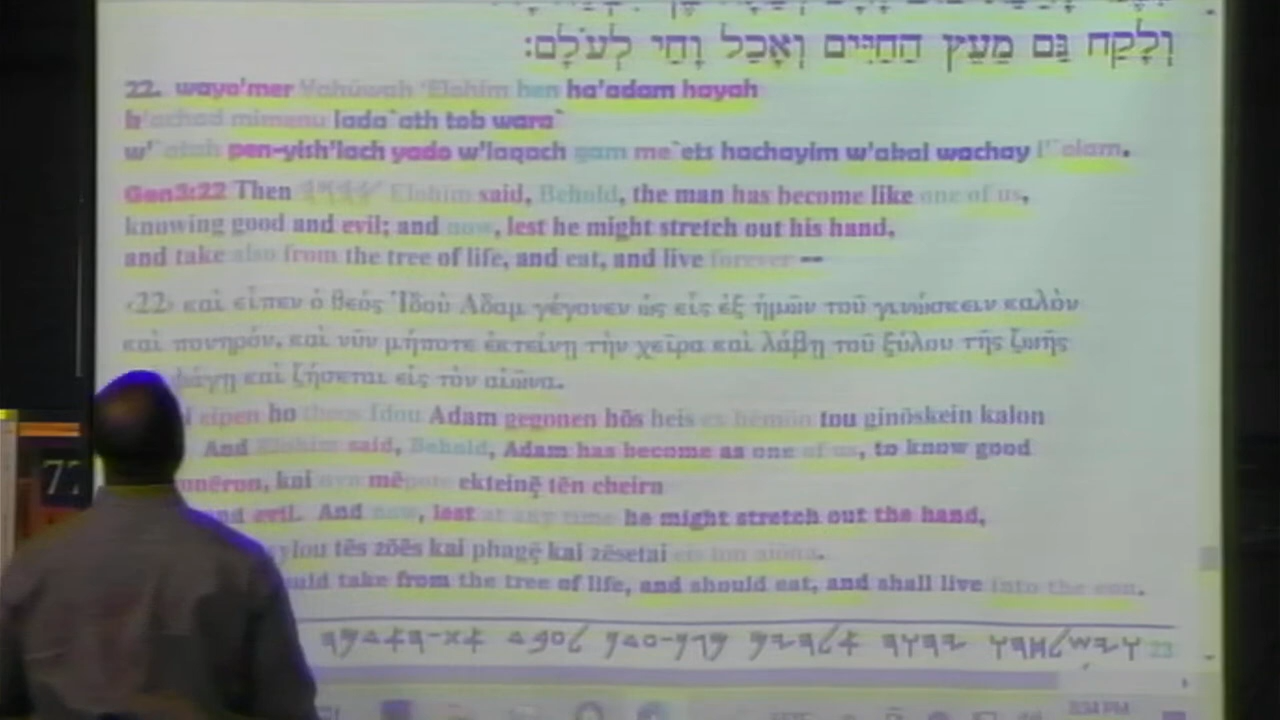 וְלָקַח גַּם מֵעֵץ הַחַיִּים וְאָכַל וָחַי לְעֹלָם:
22. waya'mer Yahúwah 'Elohim hen ha'adam hayah
k'achad mimenu lada`ath tob wara`
w'`atah pen-yish'lach yado w'laqach gam me`ets hachayim w'akal wachay l'`olam.
Gen3:22 Then 𐤉𐤄𐤅𐤄 Elohim said, Behold, the man has become like one of us,
knowing good and evil; and now, lest he might stretch out his hand,
and take also from the tree of life, and eat, and live forever --
‹22› καὶ εἶπεν ὁ θεός Ἰδοὺ Αδαμ γέγονεν ὡς εἷς ἐξ ἡμῶν τοῦ γινώσκειν καλὸν
καὶ πονηρόν, καὶ νῦν μήποτε ἐκτείνῃ τὴν χεῖρα καὶ λάβῃ τοῦ ξύλου τῆς ζωῆς
φάγῃ καὶ ζήσεται εἰς τὸν αἰῶνα.
eipen ho theos Idou Adam gegonen hōs heis ex hēmōn tou ginōskein kalon
And Elohim said, Behold, Adam has become as one of us, to know good
kai nyn mēpote ekteinē tēn cheira
and evil. And now, lest at any time he might stretch out the hand,
tēs zōēs kai phagē kai zēsetai eis ton aiōna.
take from the tree of life, and should eat, and shall live into the eon.
23
7
8:34 PM